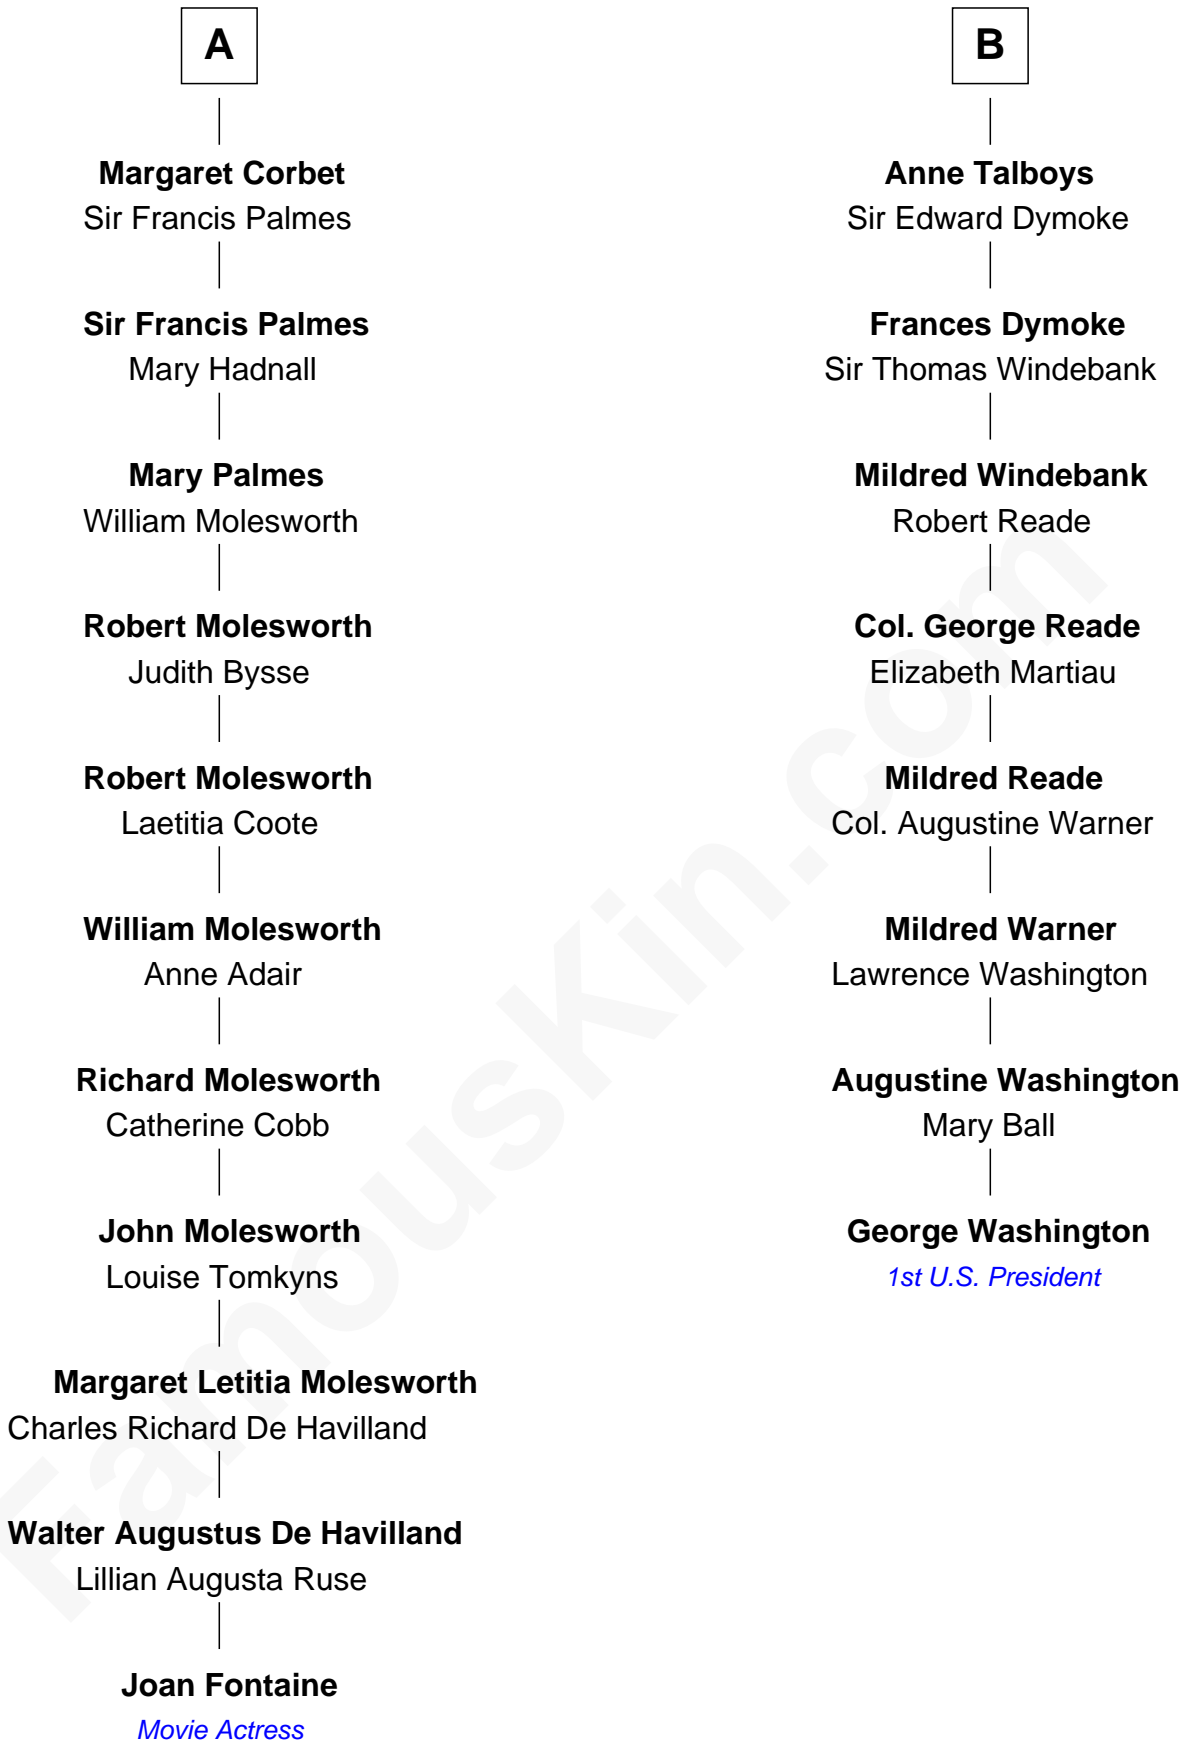 A
Margaret Corbet
Sir Francis Palmes
Sir Francis Palmes
Mary Hadnall
Mary Palmes
William Molesworth
Robert Molesworth
Judith Bysse
Robert Molesworth
Laetitia Coote
William Molesworth
Anne Adair
Richard Molesworth
Catherine Cobb
John Molesworth
Louise Tomkyns
Margaret Letitia Molesworth
Charles Richard De Havilland
Walter Augustus De Havilland
Lillian Augusta Ruse
Joan Fontaine
Movie Actress
B
Anne Talboys
Sir Edward Dymoke
Frances Dymoke
Sir Thomas Windebank
Mildred Windebank
Robert Reade
Col. George Reade
Elizabeth Martiau
Mildred Reade
Col. Augustine Warner
Mildred Warner
Lawrence Washington
Augustine Washington
Mary Ball
George Washington
1st U.S. President
FamousKin.com